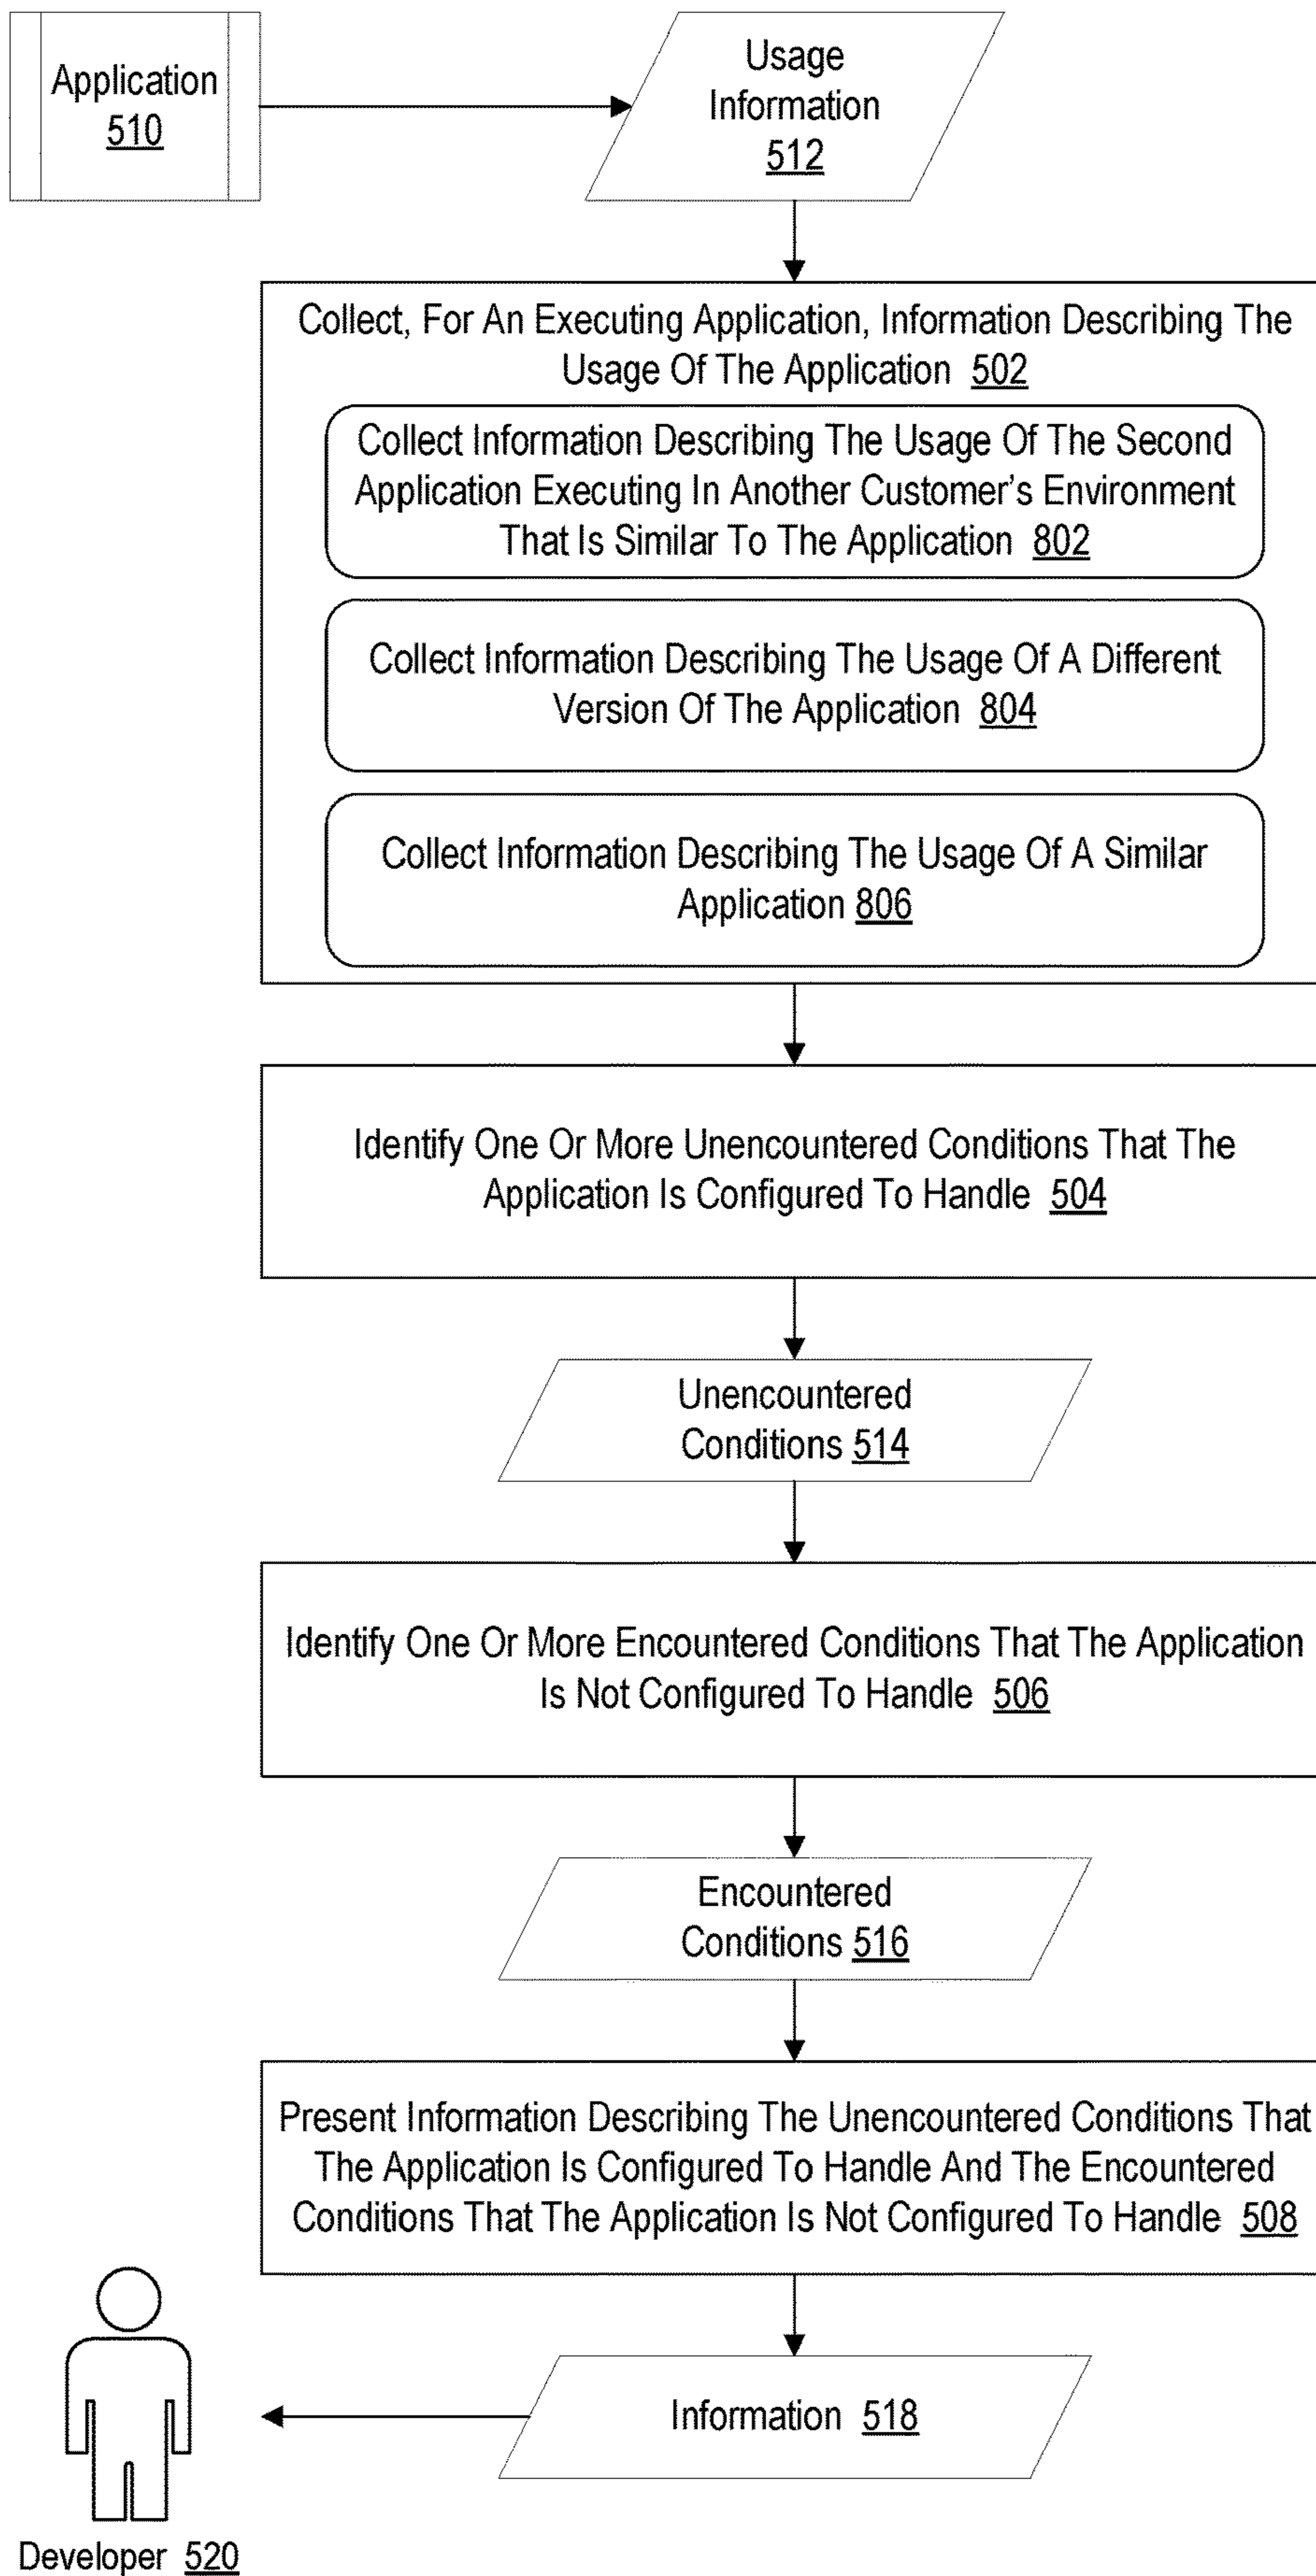 Application
510
Usage
Information
512
Collect, For An Executing Application, Information Describing The
Usage Of The Application 502
Collect Information Describing The Usage Of The Second
Application Executing In Another Customer's Environment
That Is Similar To The Application 802
Collect Information Describing The Usage Of A Different
Version Of The Application 804
Collect Information Describing The Usage Of A Similar
Application 806
Identify One Or More Unencountered Conditions That The
Application Is Configured To Handle 504
Unencountered
Conditions 514
Identify One Or More Encountered Conditions That The Application
Is Not Configured To Handle 506
Encountered
Conditions 516
Present Information Describing The Unencountered Conditions That
The Application Is Configured To Handle And The Encountered
Conditions That The Application Is Not Configured To Handle 508
Information 518
Developer 520